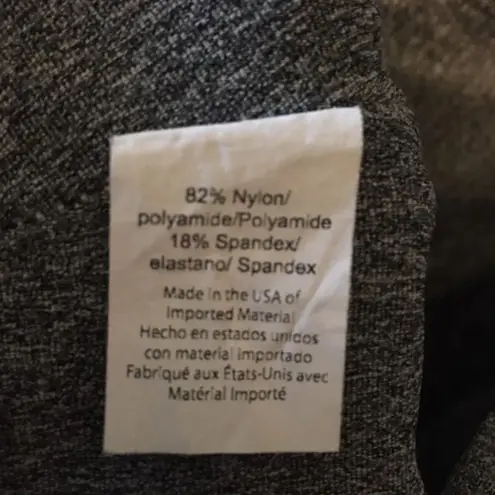 82% Nylon/
polyamide/Polyamide
18% Spandex/
elastano/ Spandex
Made in the USA of
Imported Material
Hecho en estados unidos
con material importado
Fabriqué aux États-Unis avec
Matérial Importé